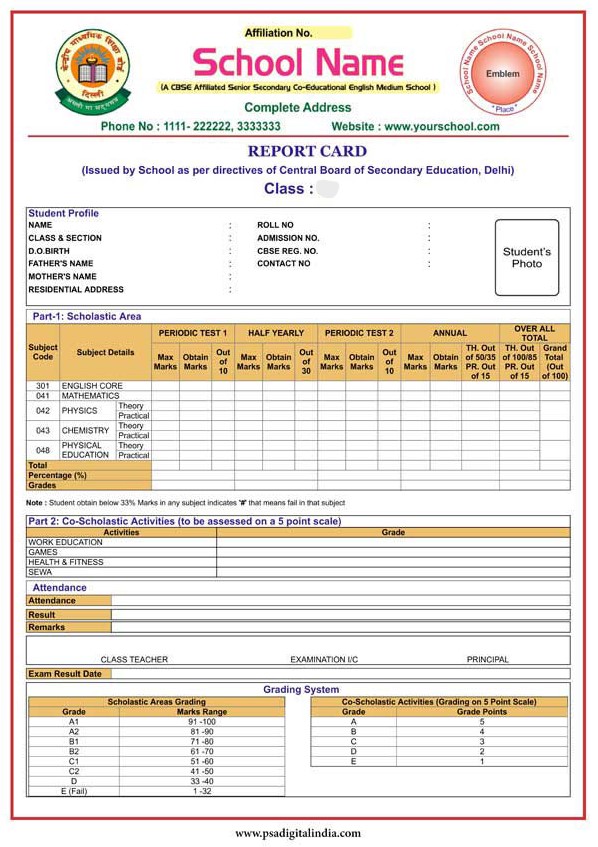 Affiliation No.
School Name
(A CBSE Affiliated Senior Secondary Co-Educational English Medium School )
Complete Address
Phone No : 1111- 222222, 3333333 Website : www.yourschool.com
केन्द्रीय माध्यमिक शिक्षा बोर्ड
दिल्ली
असतो मा सद्गमय
School Name School Name School Name
Emblem
"Place"
REPORT CARD
(Issued by School as per directives of Central Board of Secondary Education, Delhi)
Class :
Student Profile
NAME : ROLL NO :
CLASS & SECTION : ADMISSION NO. :
D.O.BIRTH : CBSE REG. NO. :
FATHER'S NAME : CONTACT NO :
MOTHER'S NAME :
RESIDENTIAL ADDRESS :
Student's
Photo
Part-1: Scholastic Area
Subject Code Subject Details PERIODIC TEST 1 HALF YEARLY PERIODIC TEST 2 ANNUAL OVER ALL TOTAL
Max Marks Obtain Marks Out of 10 Max Marks Obtain Marks Out of 30 Max Marks Obtain Marks Out of 10 Max Marks Obtain Marks TH. Out of 50/35 PR. Out of 15 TH. Out of 100/85 PR. Out of 15 Grand Total (Out of 100)
301 ENGLISH CORE
041 MATHEMATICS
042 PHYSICS Theory
Practical
043 CHEMISTRY Theory
Practical
048 PHYSICAL EDUCATION Theory
Practical
Total
Percentage (%)
Grades
Note : Student obtain below 33% Marks in any subject indicates '#' that means fail in that subject
Part 2: Co-Scholastic Activities (to be assessed on a 5 point scale)
Activities Grade
WORK EDUCATION
GAMES
HEALTH & FITNESS
SEWA
Attendance
Attendance
Result
Remarks
CLASS TEACHER EXAMINATION I/C PRINCIPAL
Exam Result Date
Grading System
Scholastic Areas Grading
Grade Marks Range
A1 91 -100
A2 81 -90
B1 71 -80
B2 61 -70
C1 51 -60
C2 41 -50
D 33 -40
E (Fail) 1 -32
Co-Scholastic Activities (Grading on 5 Point Scale)
Grade Grade Points
A 5
B 4
C 3
D 2
E 1
www.psadigitalindia.com